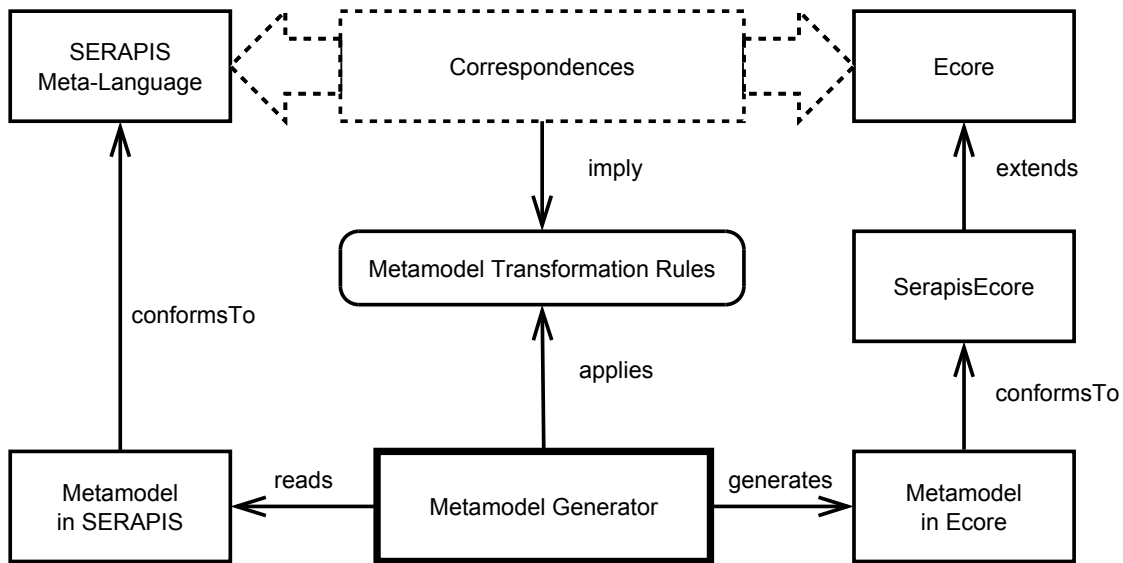 SERAPIS
Meta-Language
Correspondences
Ecore
imply
extends
Metamodel Transformation Rules
SerapisEcore
conformsTo
applies
conformsTo
Metamodel
in SERAPIS
reads
Metamodel Generator
generates
Metamodel
in Ecore